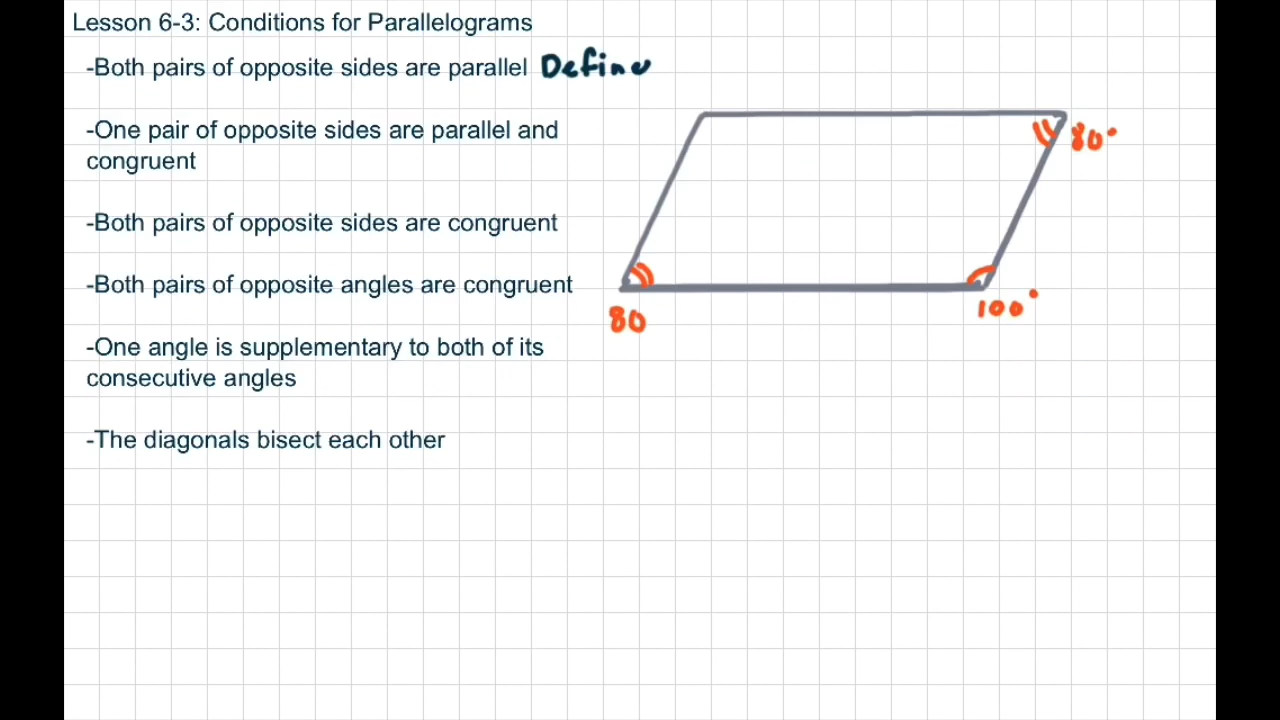 Lesson 6-3: Conditions for Parallelograms
-Both pairs of opposite sides are parallel Define
-One pair of opposite sides are parallel and
congruent
-Both pairs of opposite sides are congruent
-Both pairs of opposite angles are congruent
-One angle is supplementary to both of its
consecutive angles
-The diagonals bisect each other
80°
80
100°